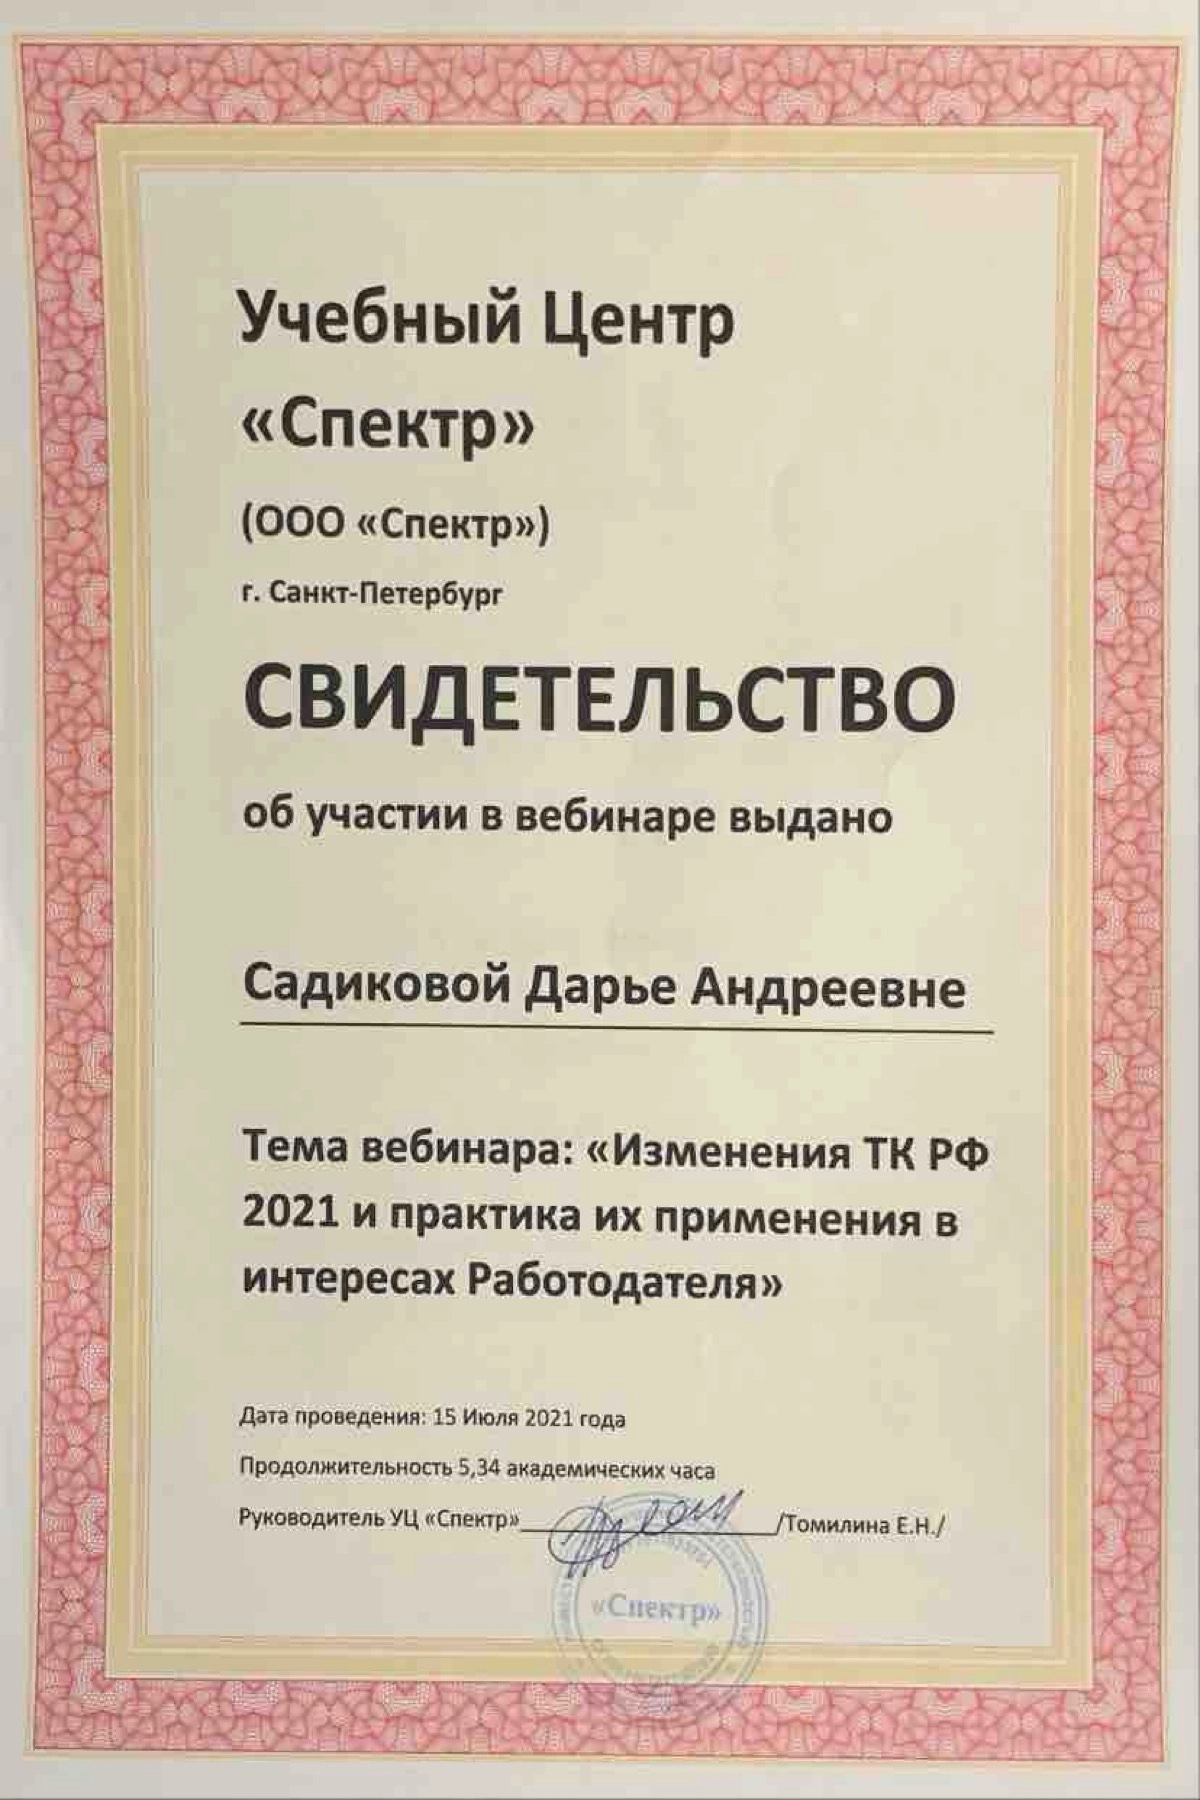 Учебный Центр
«Спектр»
(ООО «Спектр»)
г. Санкт-Петербург
СВИДЕТЕЛЬСТВО
об участии в вебинаре выдано
Садиковой Дарье Андреевне
Тема вебинара: «Изменения ТК РФ
2021 и практика их применения в
интересах Работодателя»
Дата проведения: 15 Июля 2021 года
Продолжительность 5,34 академических часа
Руководитель УЦ «Спектр» /Томилина Е.Н./
«Спектр»